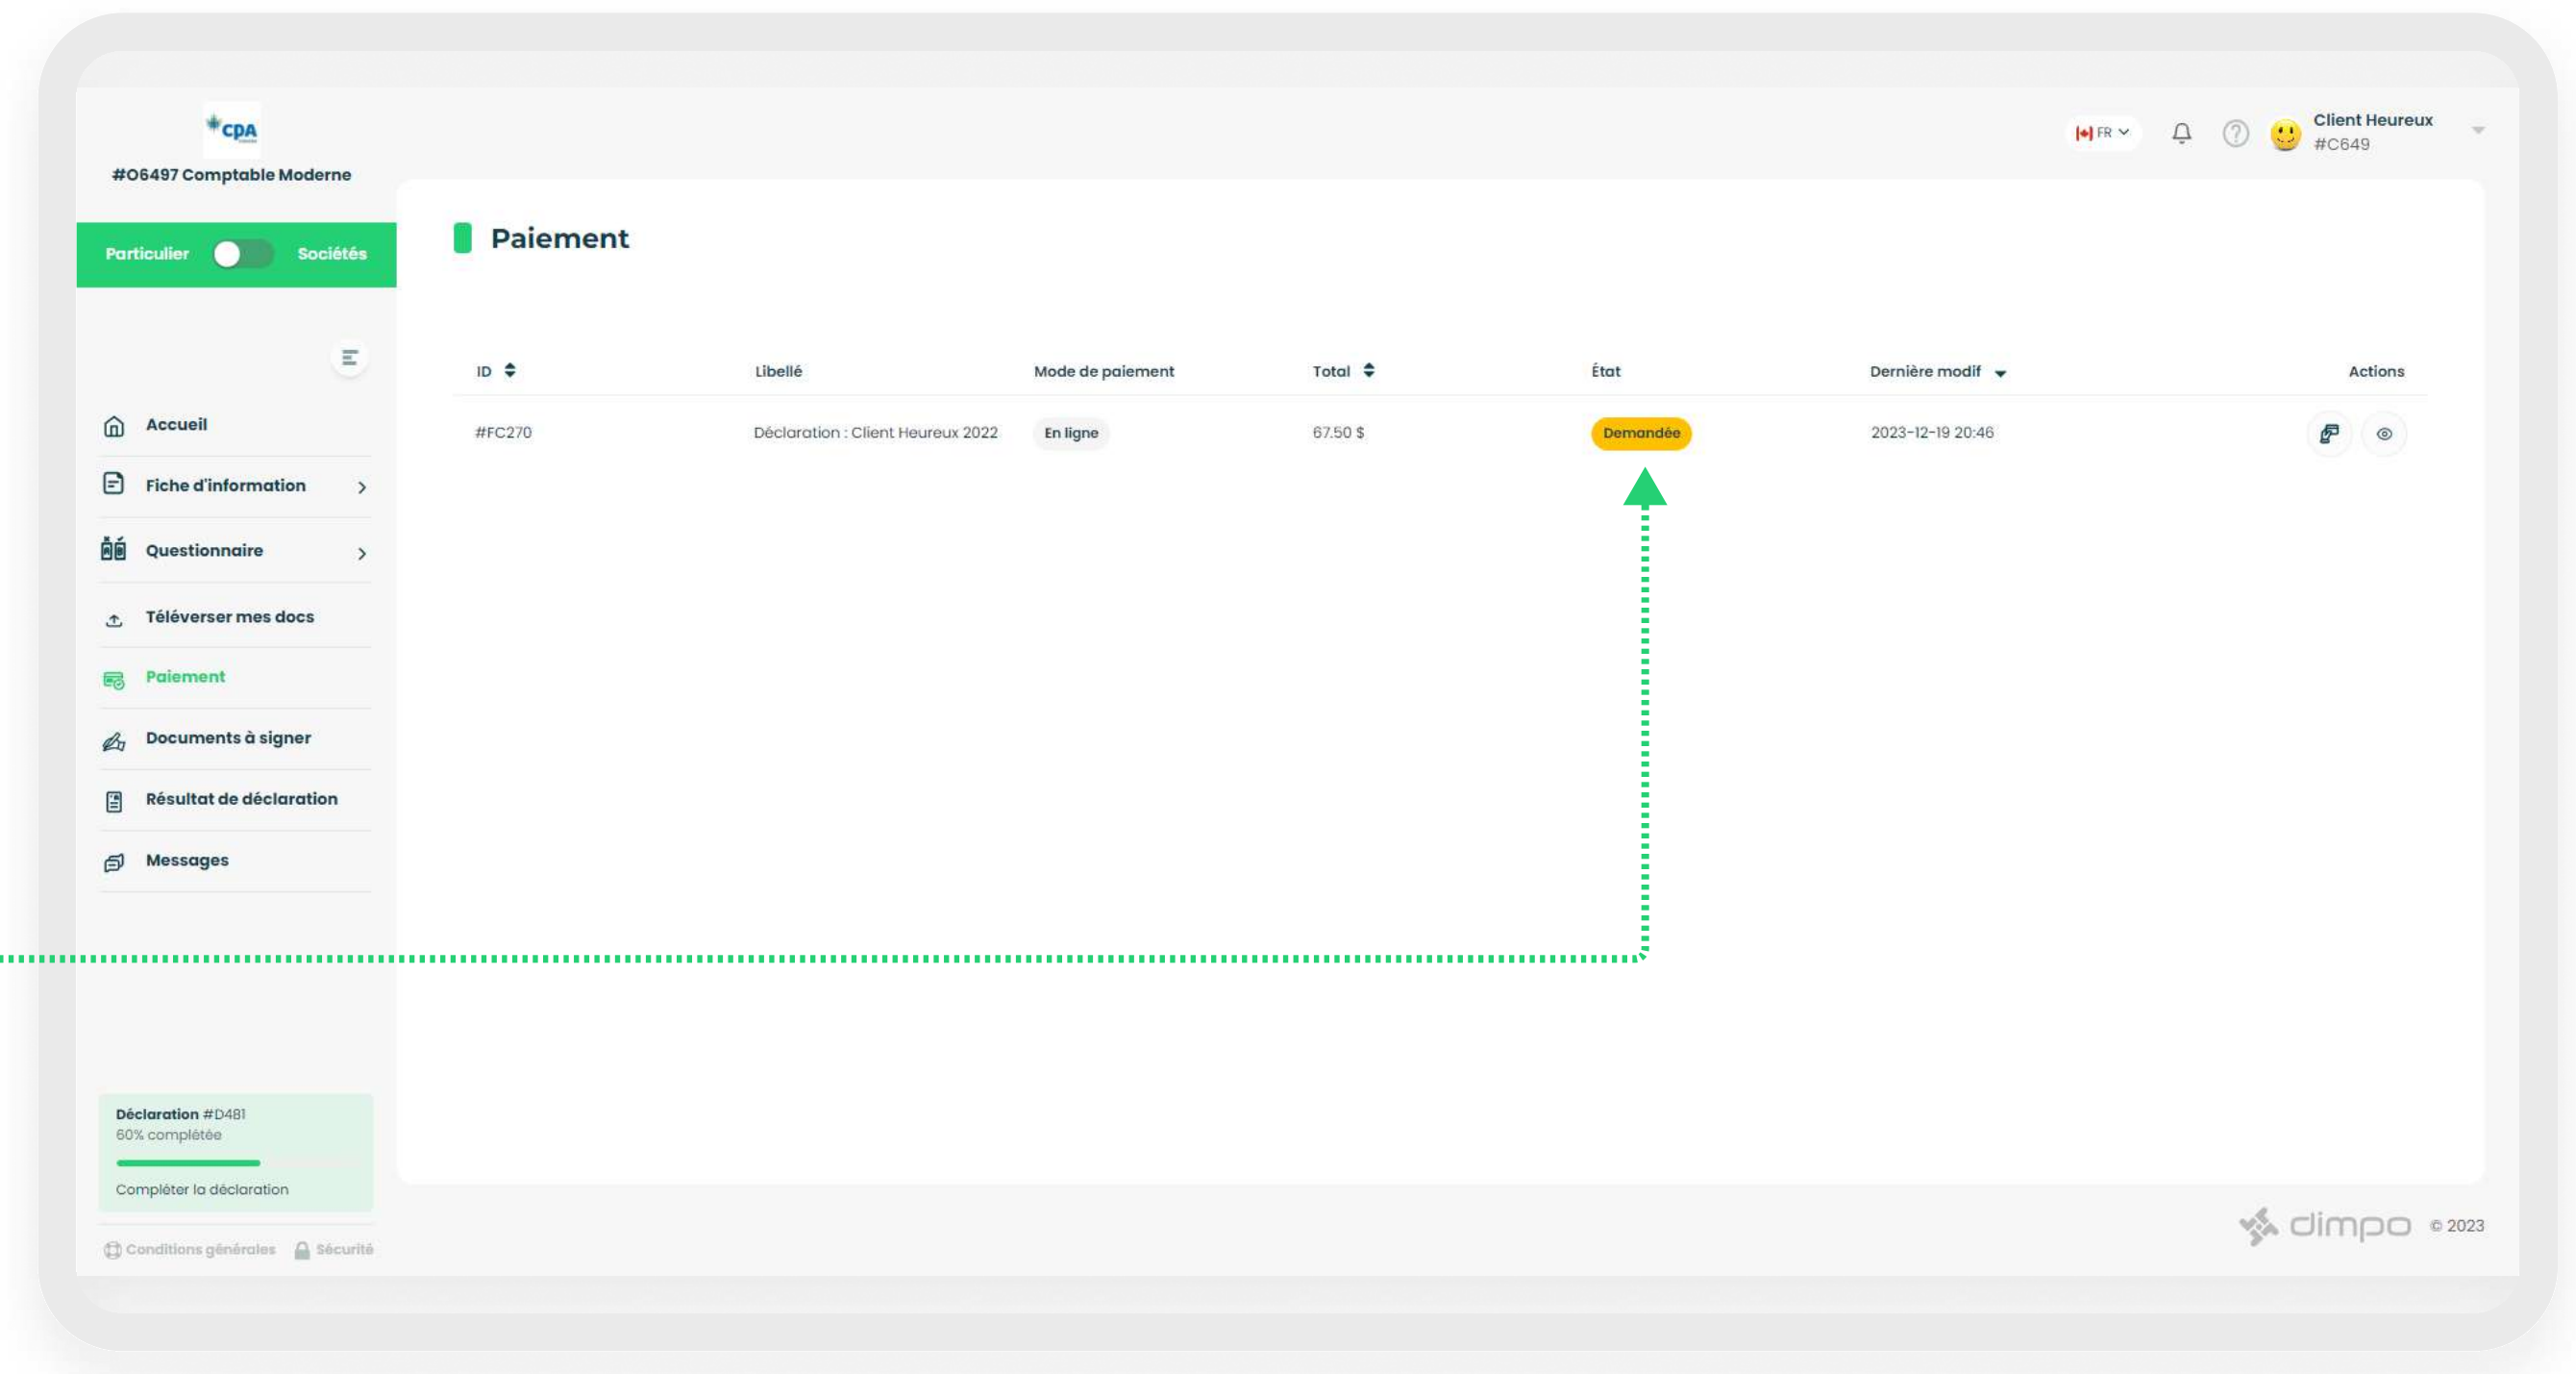 CPA
#O6497 Comptable Moderne
FR
Client Heureux
#C649
Particulier Sociétés
Paiement
ID Libellé Mode de paiement Total État Dernière modif Actions
#FC270 Déclaration : Client Heureux 2022 En ligne 67.50 $ Demandée 2023-12-19 20:46
Accueil
Fiche d'information
Questionnaire
Téléverser mes docs
Paiement
Documents à signer
Résultat de déclaration
Messages
Déclaration #D481
60% complétée
Compléter la déclaration
Conditions générales Sécurité
dimpo © 2023